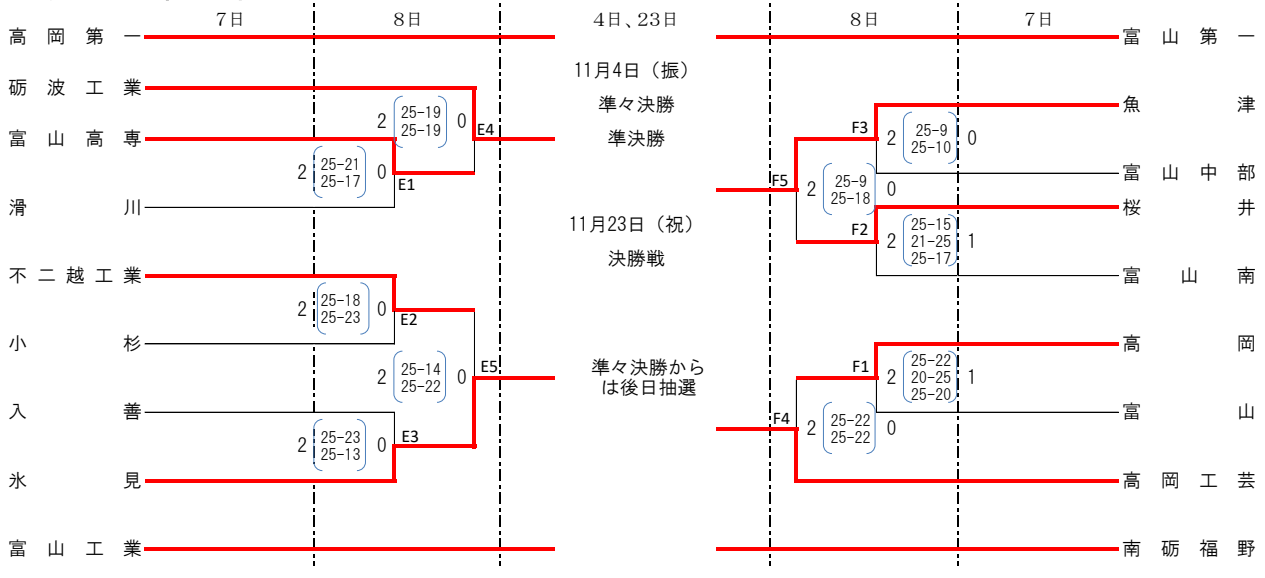 7日 8日 4日、23日 8日 7日
高岡第一 富山第一
11月4日（振）
砺波工業
準々決勝 魚津
2 25-19 0
25-19
E4 F3
富山高専 準決勝 2 25-9 0
25-10
2 25-21 0
25-17
E1 富山中部
F5 2 25-9 0
25-18
滑川 桜井
11月23日（祝） F2 2 25-15 1
21-25
25-17
決勝戦
不二越工業 富山南
2 25-18 0
25-23
E2
小杉 高岡
準々決勝から
は後日抽選
2 25-14 0
25-22
E5 F1 2 25-22 1
20-25
25-20
入善 富山
F4 2 25-22 0
25-22
2 25-23 0
25-13
E3
氷見 高岡工芸
富山工業 南砺福野